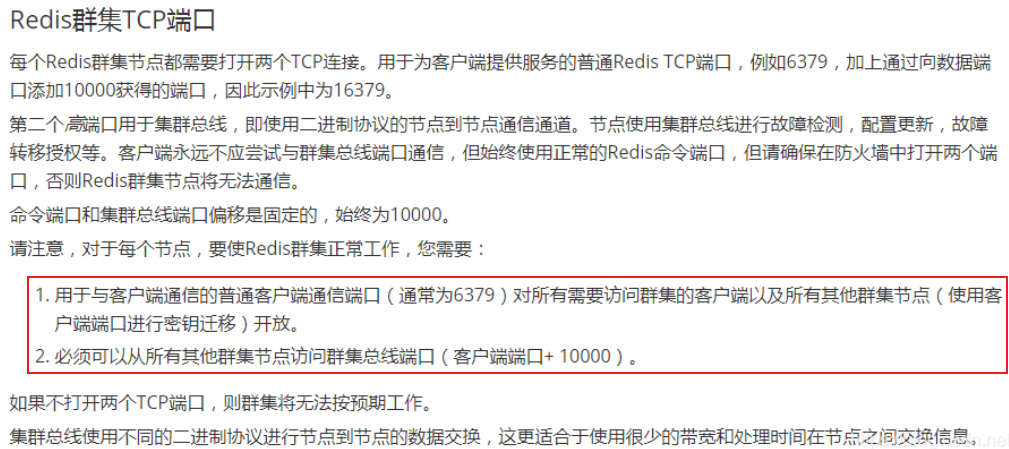 Redis群集TCP端口
每个Redis群集节点都需要打开两个TCP连接。用于为客户端提供服务的普通Redis TCP端口，例如6379，加上通过向数据端
口添加10000获得的端口，因此示例中为16379。
第二个高端口用于集群总线，即使用二进制协议的节点到节点通信通道。节点使用集群总线进行故障检测，配置更新，故障
转移授权等。客户端永远不应尝试与群集总线端口通信，但始终使用正常的Redis命令端口，但请确保在防火墙中打开两个端
口，否则Redis群集节点将无法通信。
命令端口和集群总线端口偏移是固定的，始终为10000。
请注意，对于每个节点，要使Redis群集正常工作，您需要：
1. 用于与客户端通信的普通客户端通信端口（通常为6379）对所有需要访问群集的客户端以及所有其他群集节点（使用客
户端端口进行密钥迁移）开放。
2. 必须可以从所有其他群集节点访问群集总线端口（客户端端口+ 10000）。
如果不打开两个TCP端口，则群集将无法按预期工作。
集群总线使用不同的二进制协议进行节点到节点的数据交换，这更适合于使用很少的带宽和处理时间在节点之间交换信息。